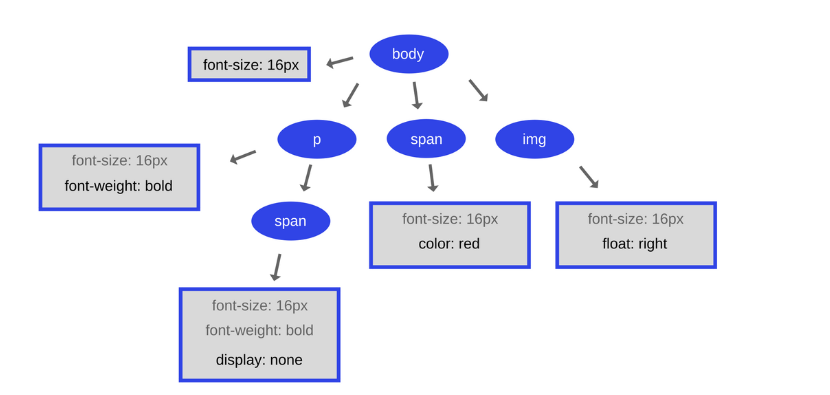 body
font-size: 16px
p
span
img
font-size: 16px
font-weight: bold
span
font-size: 16px
color: red
font-size: 16px
float: right
font-size: 16px
font-weight: bold
display: none